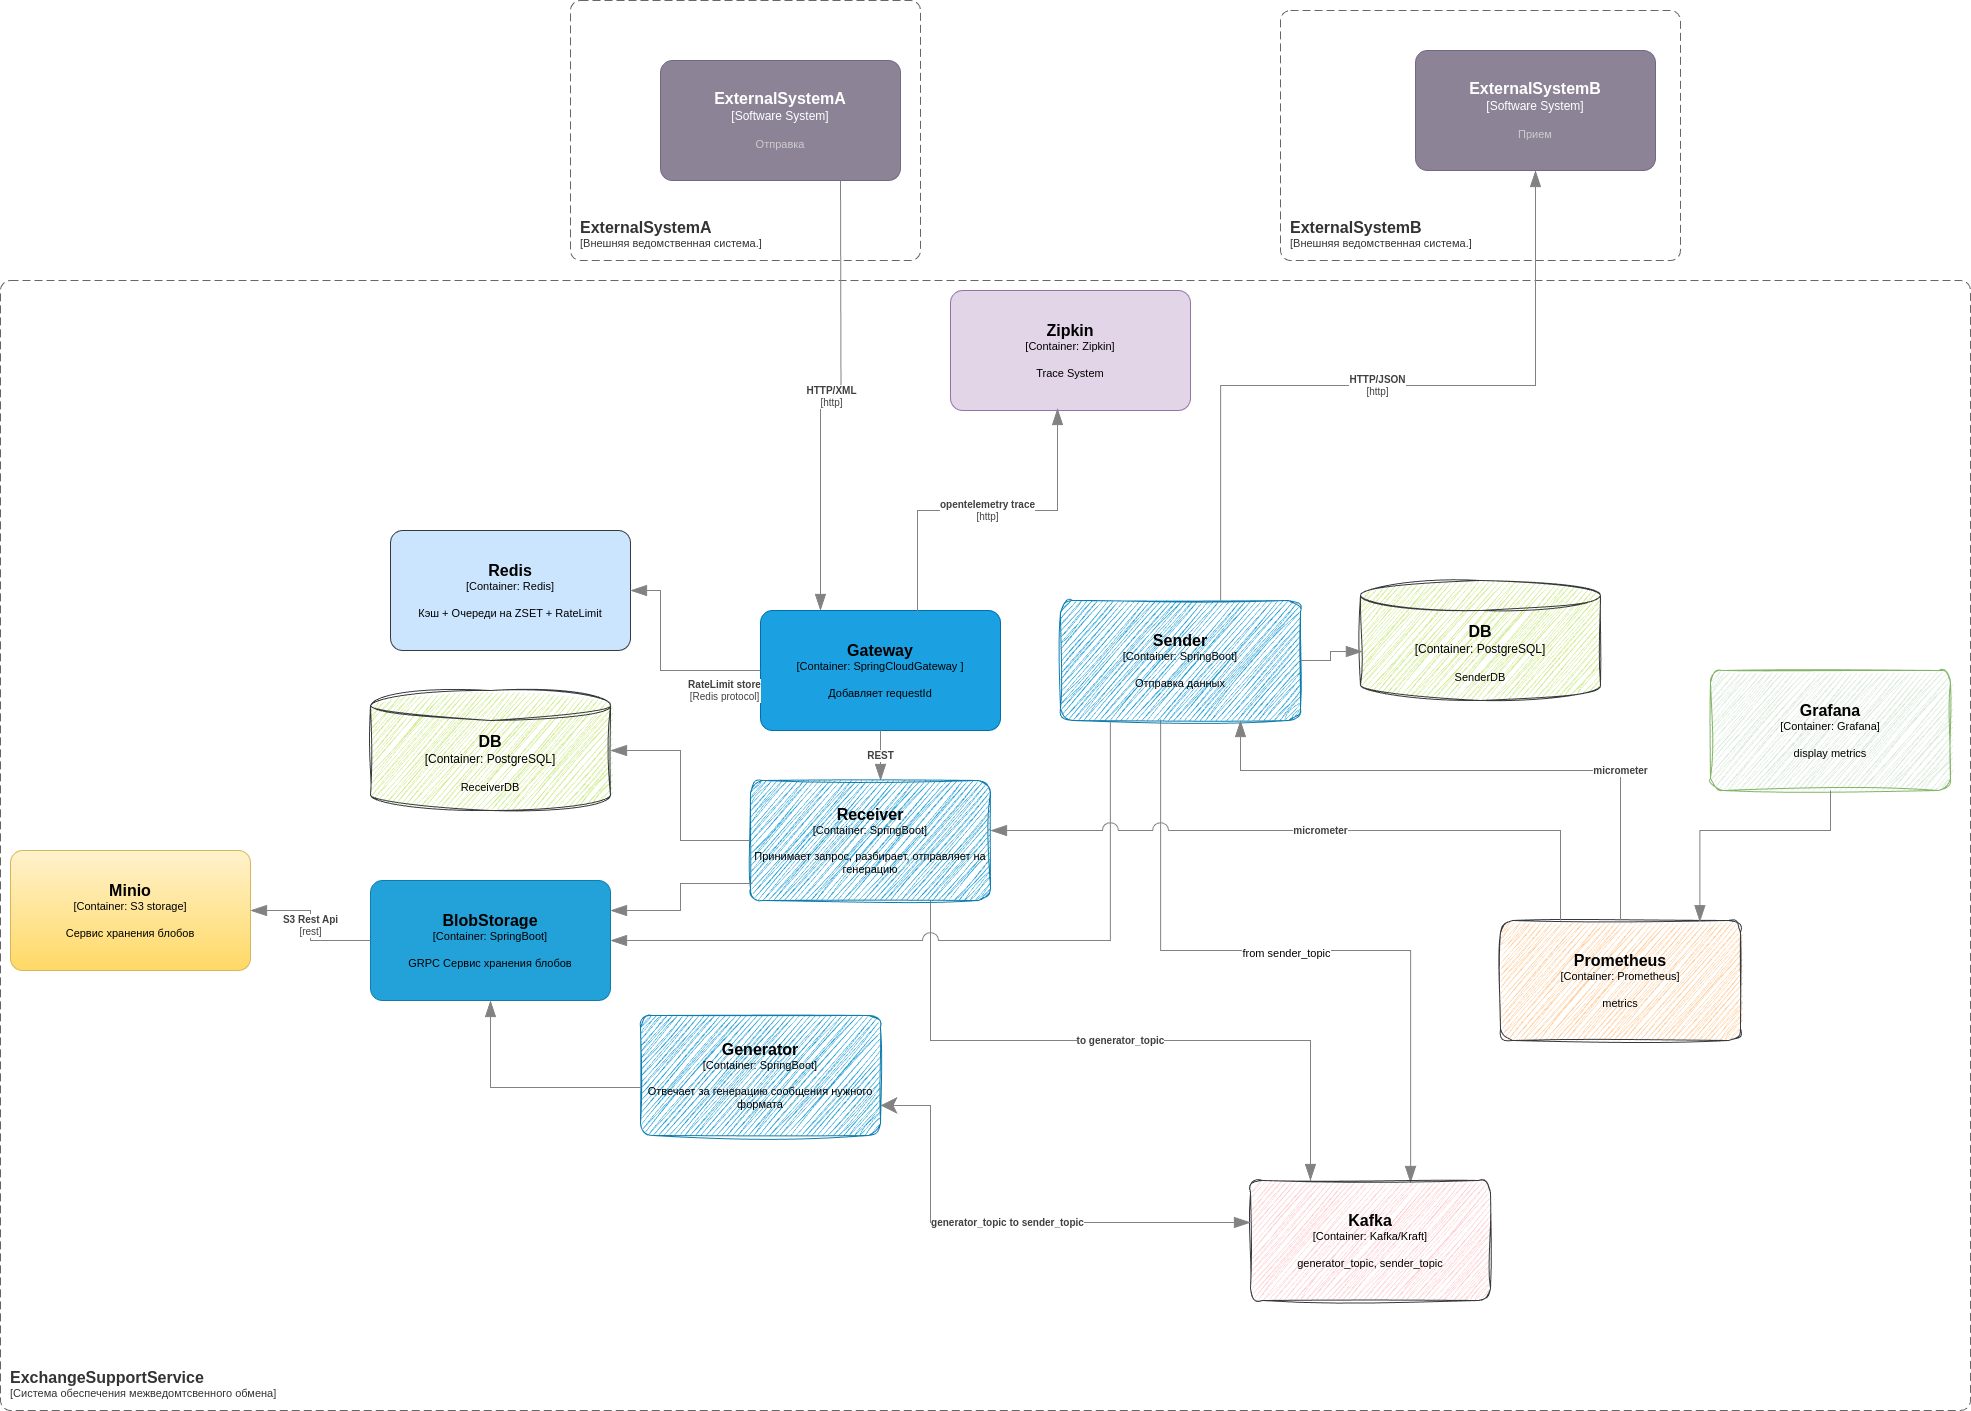 ExternalSystemA
[Software System]
Отправка
ExternalSystemA
[Внешняя ведомственная система.]
ExternalSystemB
[Software System]
Прием
ExternalSystemB
[Внешняя ведомственная система.]
Zipkin
[Container: Zipkin]
Trace System
HTTP/XML
[http]
HTTP/JSON
[http]
opentelemetry trace
[http]
Redis
[Container: Redis]
Кэш + Очереди на ZSET + RateLimit
Gateway
[Container: SpringCloudGateway ]
Добавляет requestId
RateLimit store
[Redis protocol]
Sender
[Container: SpringBoot]
Отправка данных
DB
[Container: PostgreSQL]
SenderDB
Grafana
[Container: Grafana]
display metrics
DB
[Container: PostgreSQL]
ReceiverDB
REST
micrometer
Receiver
[Container: SpringBoot]
Принимает запрос, разбирает, отправляет на
генерацию
micrometer
Minio
[Container: S3 storage]
Сервис хранения блобов
S3 Rest Api
[rest]
BlobStorage
[Container: SpringBoot]
GRPC Сервис хранения блобов
from sender_topic
Prometheus
[Container: Prometheus]
metrics
Generator
[Container: SpringBoot]
Отвечает за генерацию сообщения нужного
формата
to generator_topic
generator_topic to sender_topic
Kafka
[Container: Kafka/Kraft]
generator_topic, sender_topic
ExchangeSupportService
[Система обеспечения межведомтсвенного обмена]